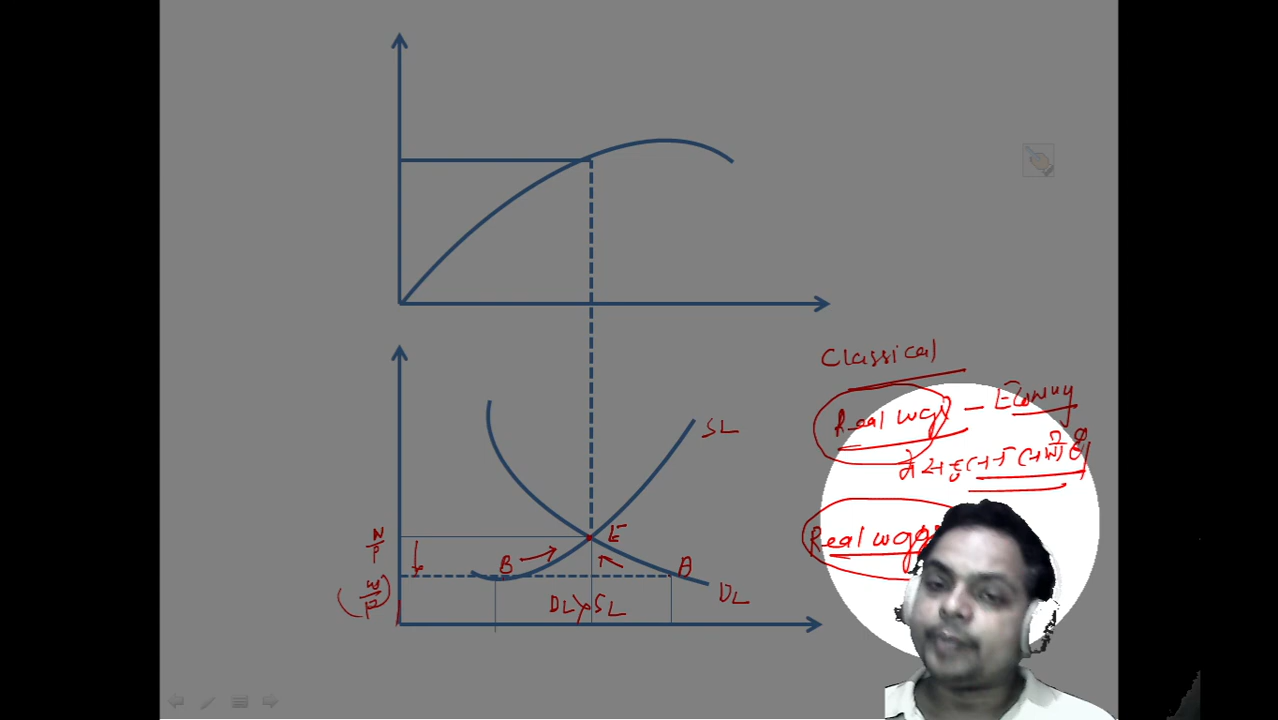 Classical
Real wage - Economy
SL
Real wage
E
W/P
B
A
(W/P)
DL > SL
DL